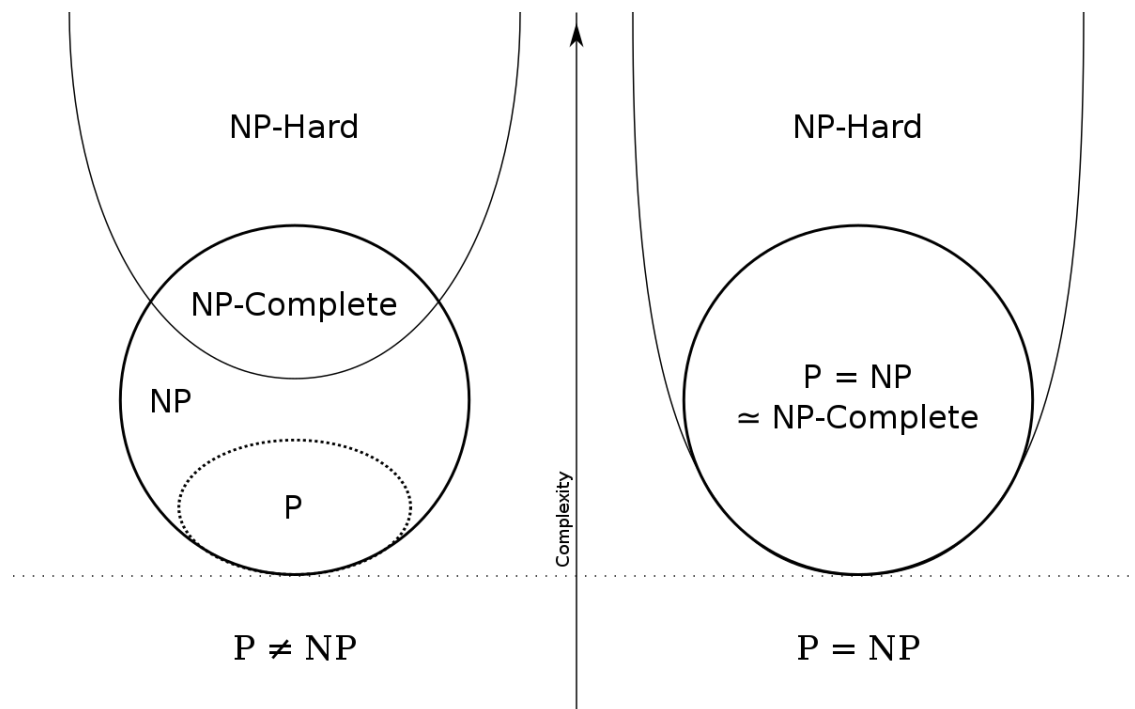 NP-Hard
NP-Complete
NP
P
P ≠ NP
Complexity
NP-Hard
P = NP
≃ NP-Complete
P = NP